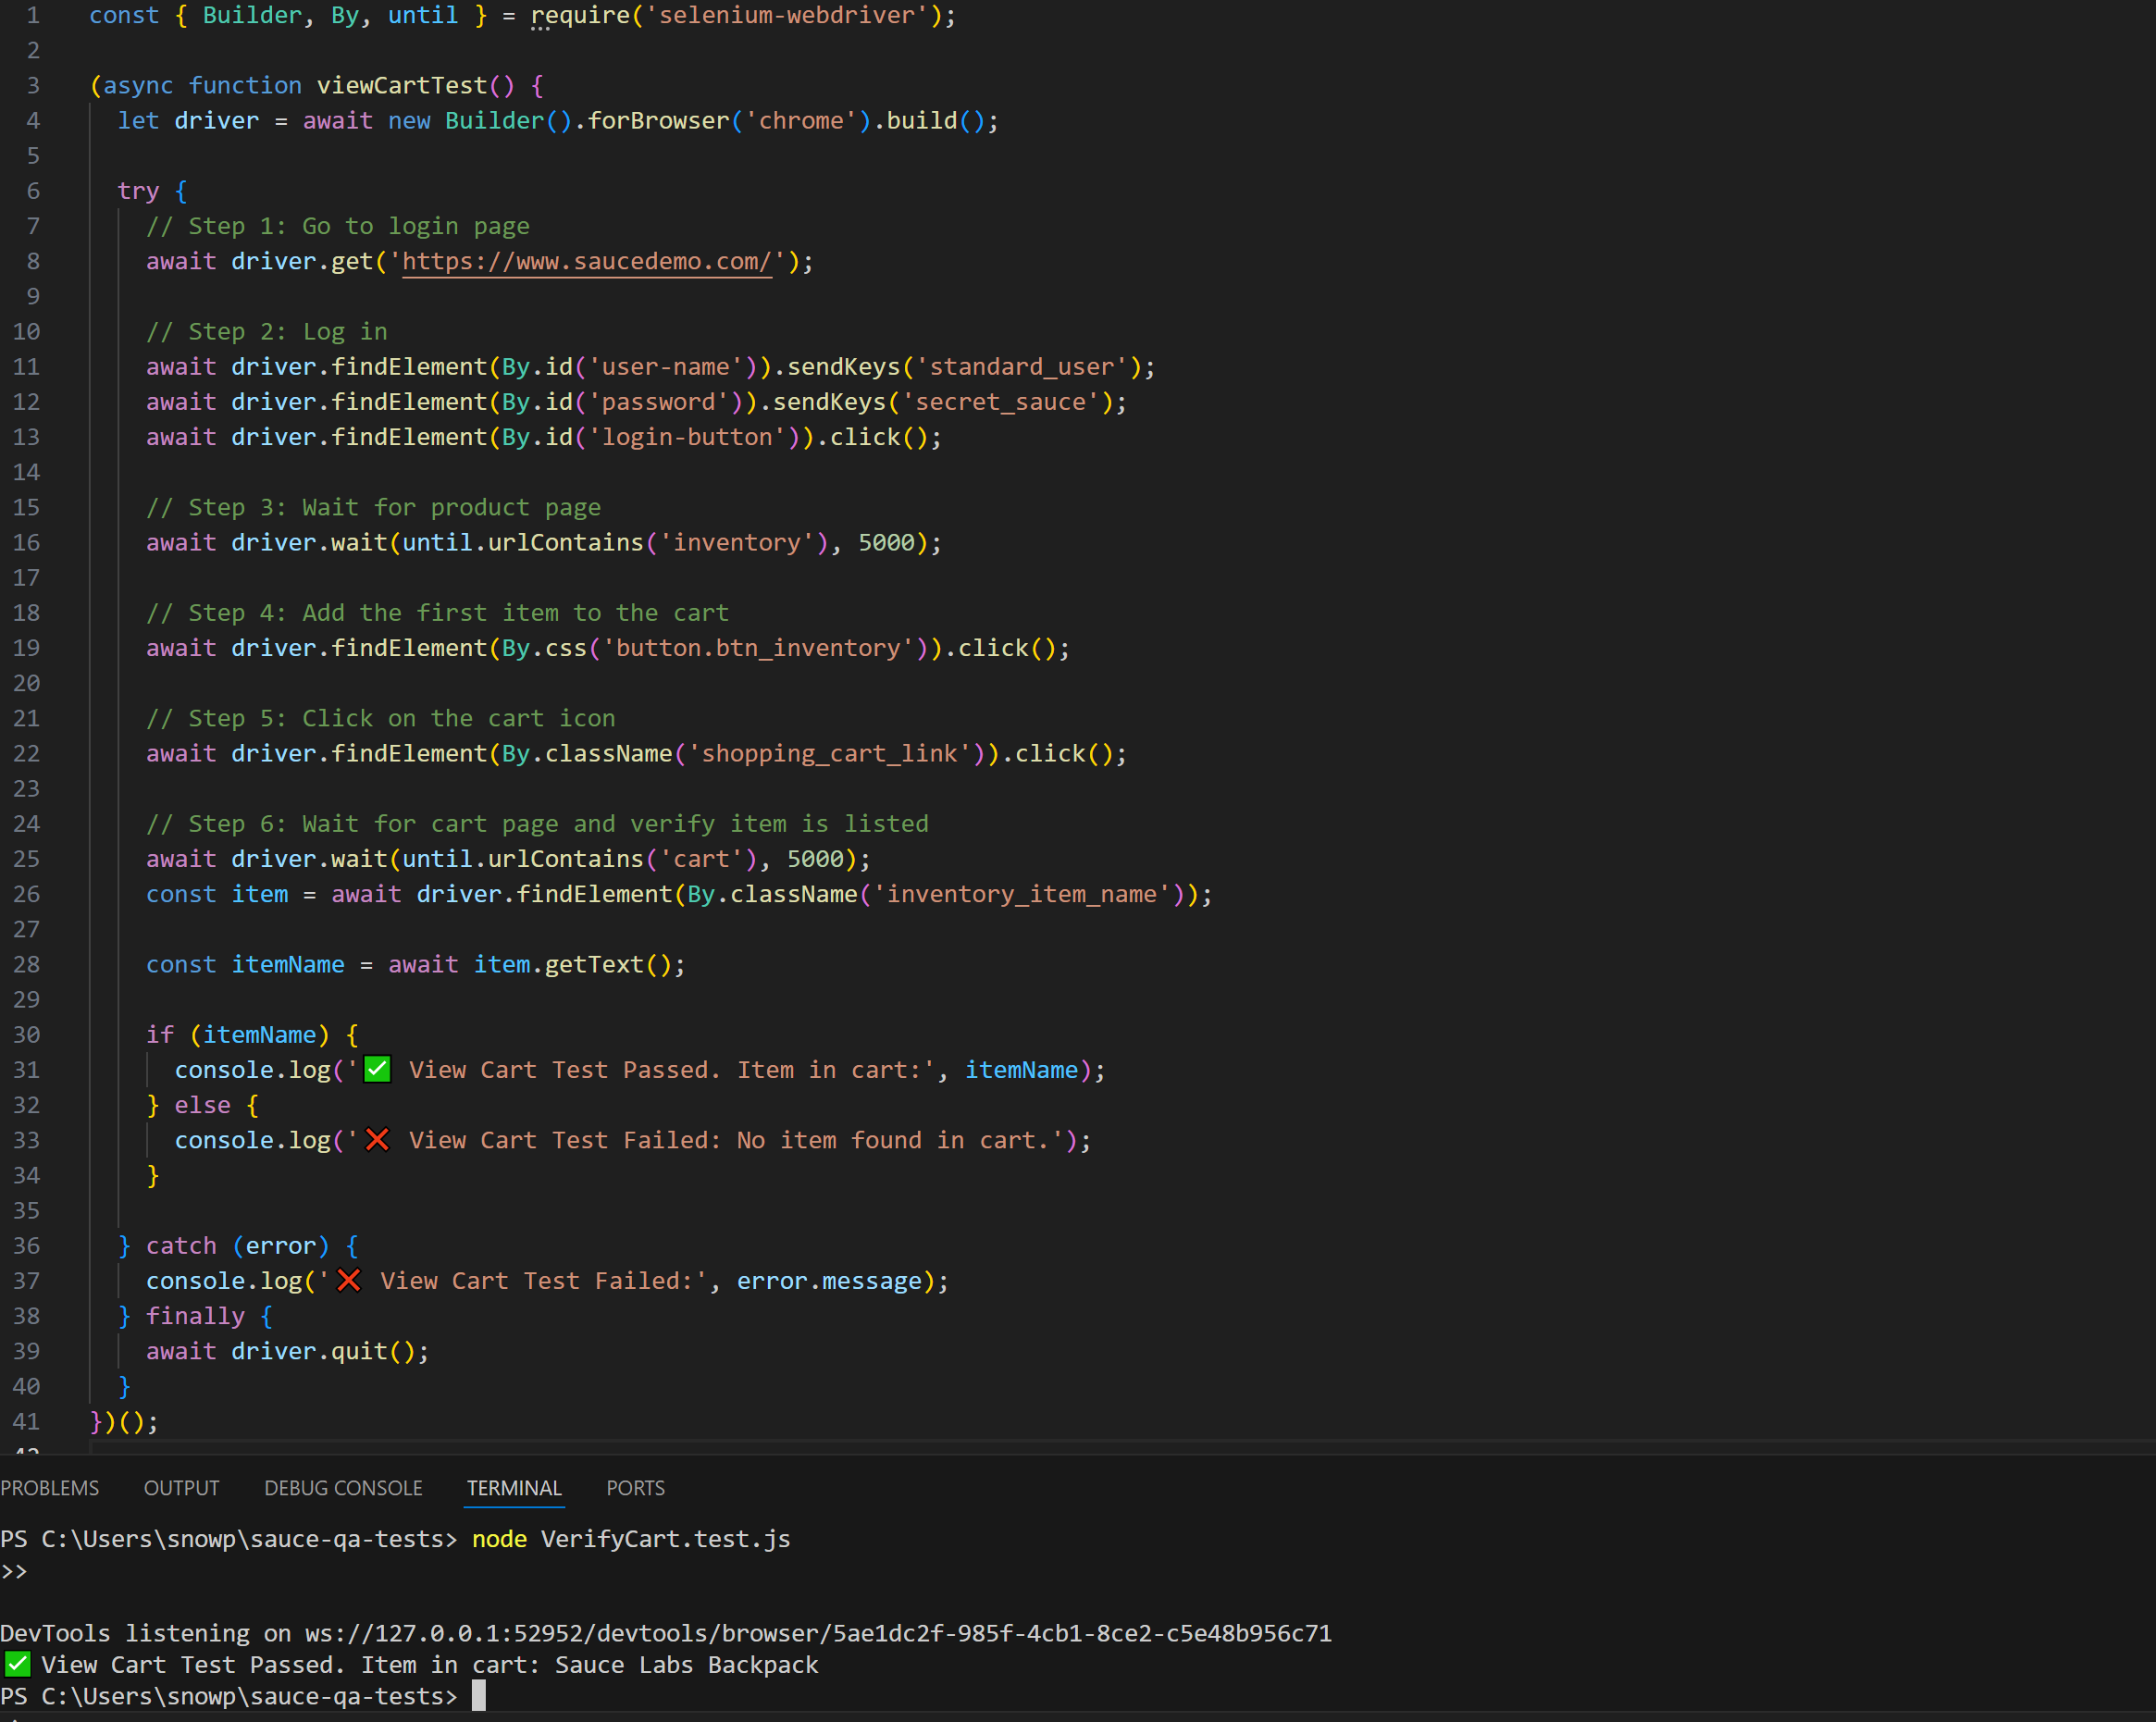 1 const { Builder, By, until } = require('selenium-webdriver');
2
3 (async function viewCartTest() {
4   let driver = await new Builder().forBrowser('chrome').build();
5
6   try {
7     // Step 1: Go to login page
8     await driver.get('https://www.saucedemo.com/');
9
10     // Step 2: Log in
11     await driver.findElement(By.id('user-name')).sendKeys('standard_user');
12     await driver.findElement(By.id('password')).sendKeys('secret_sauce');
13     await driver.findElement(By.id('login-button')).click();
14
15     // Step 3: Wait for product page
16     await driver.wait(until.urlContains('inventory'), 5000);
17
18     // Step 4: Add the first item to the cart
19     await driver.findElement(By.css('button.btn_inventory')).click();
20
21     // Step 5: Click on the cart icon
22     await driver.findElement(By.className('shopping_cart_link')).click();
23
24     // Step 6: Wait for cart page and verify item is listed
25     await driver.wait(until.urlContains('cart'), 5000);
26     const item = await driver.findElement(By.className('inventory_item_name'));
27
28     const itemName = await item.getText();
29
30     if (itemName) {
31       console.log('✅ View Cart Test Passed. Item in cart:', itemName);
32     } else {
33       console.log('❌ View Cart Test Failed: No item found in cart.');
34     }
35
36   } catch (error) {
37     console.log('❌ View Cart Test Failed:', error.message);
38   } finally {
39     await driver.quit();
40   }
41 })();
42
PROBLEMS OUTPUT DEBUG CONSOLE TERMINAL PORTS
PS C:\Users\snowp\sauce-qa-tests> node VerifyCart.test.js
>>
DevTools listening on ws://127.0.0.1:52952/devtools/browser/5ae1dc2f-985f-4cb1-8ce2-c5e48b956c71
✅ View Cart Test Passed. Item in cart: Sauce Labs Backpack
PS C:\Users\snowp\sauce-qa-tests>